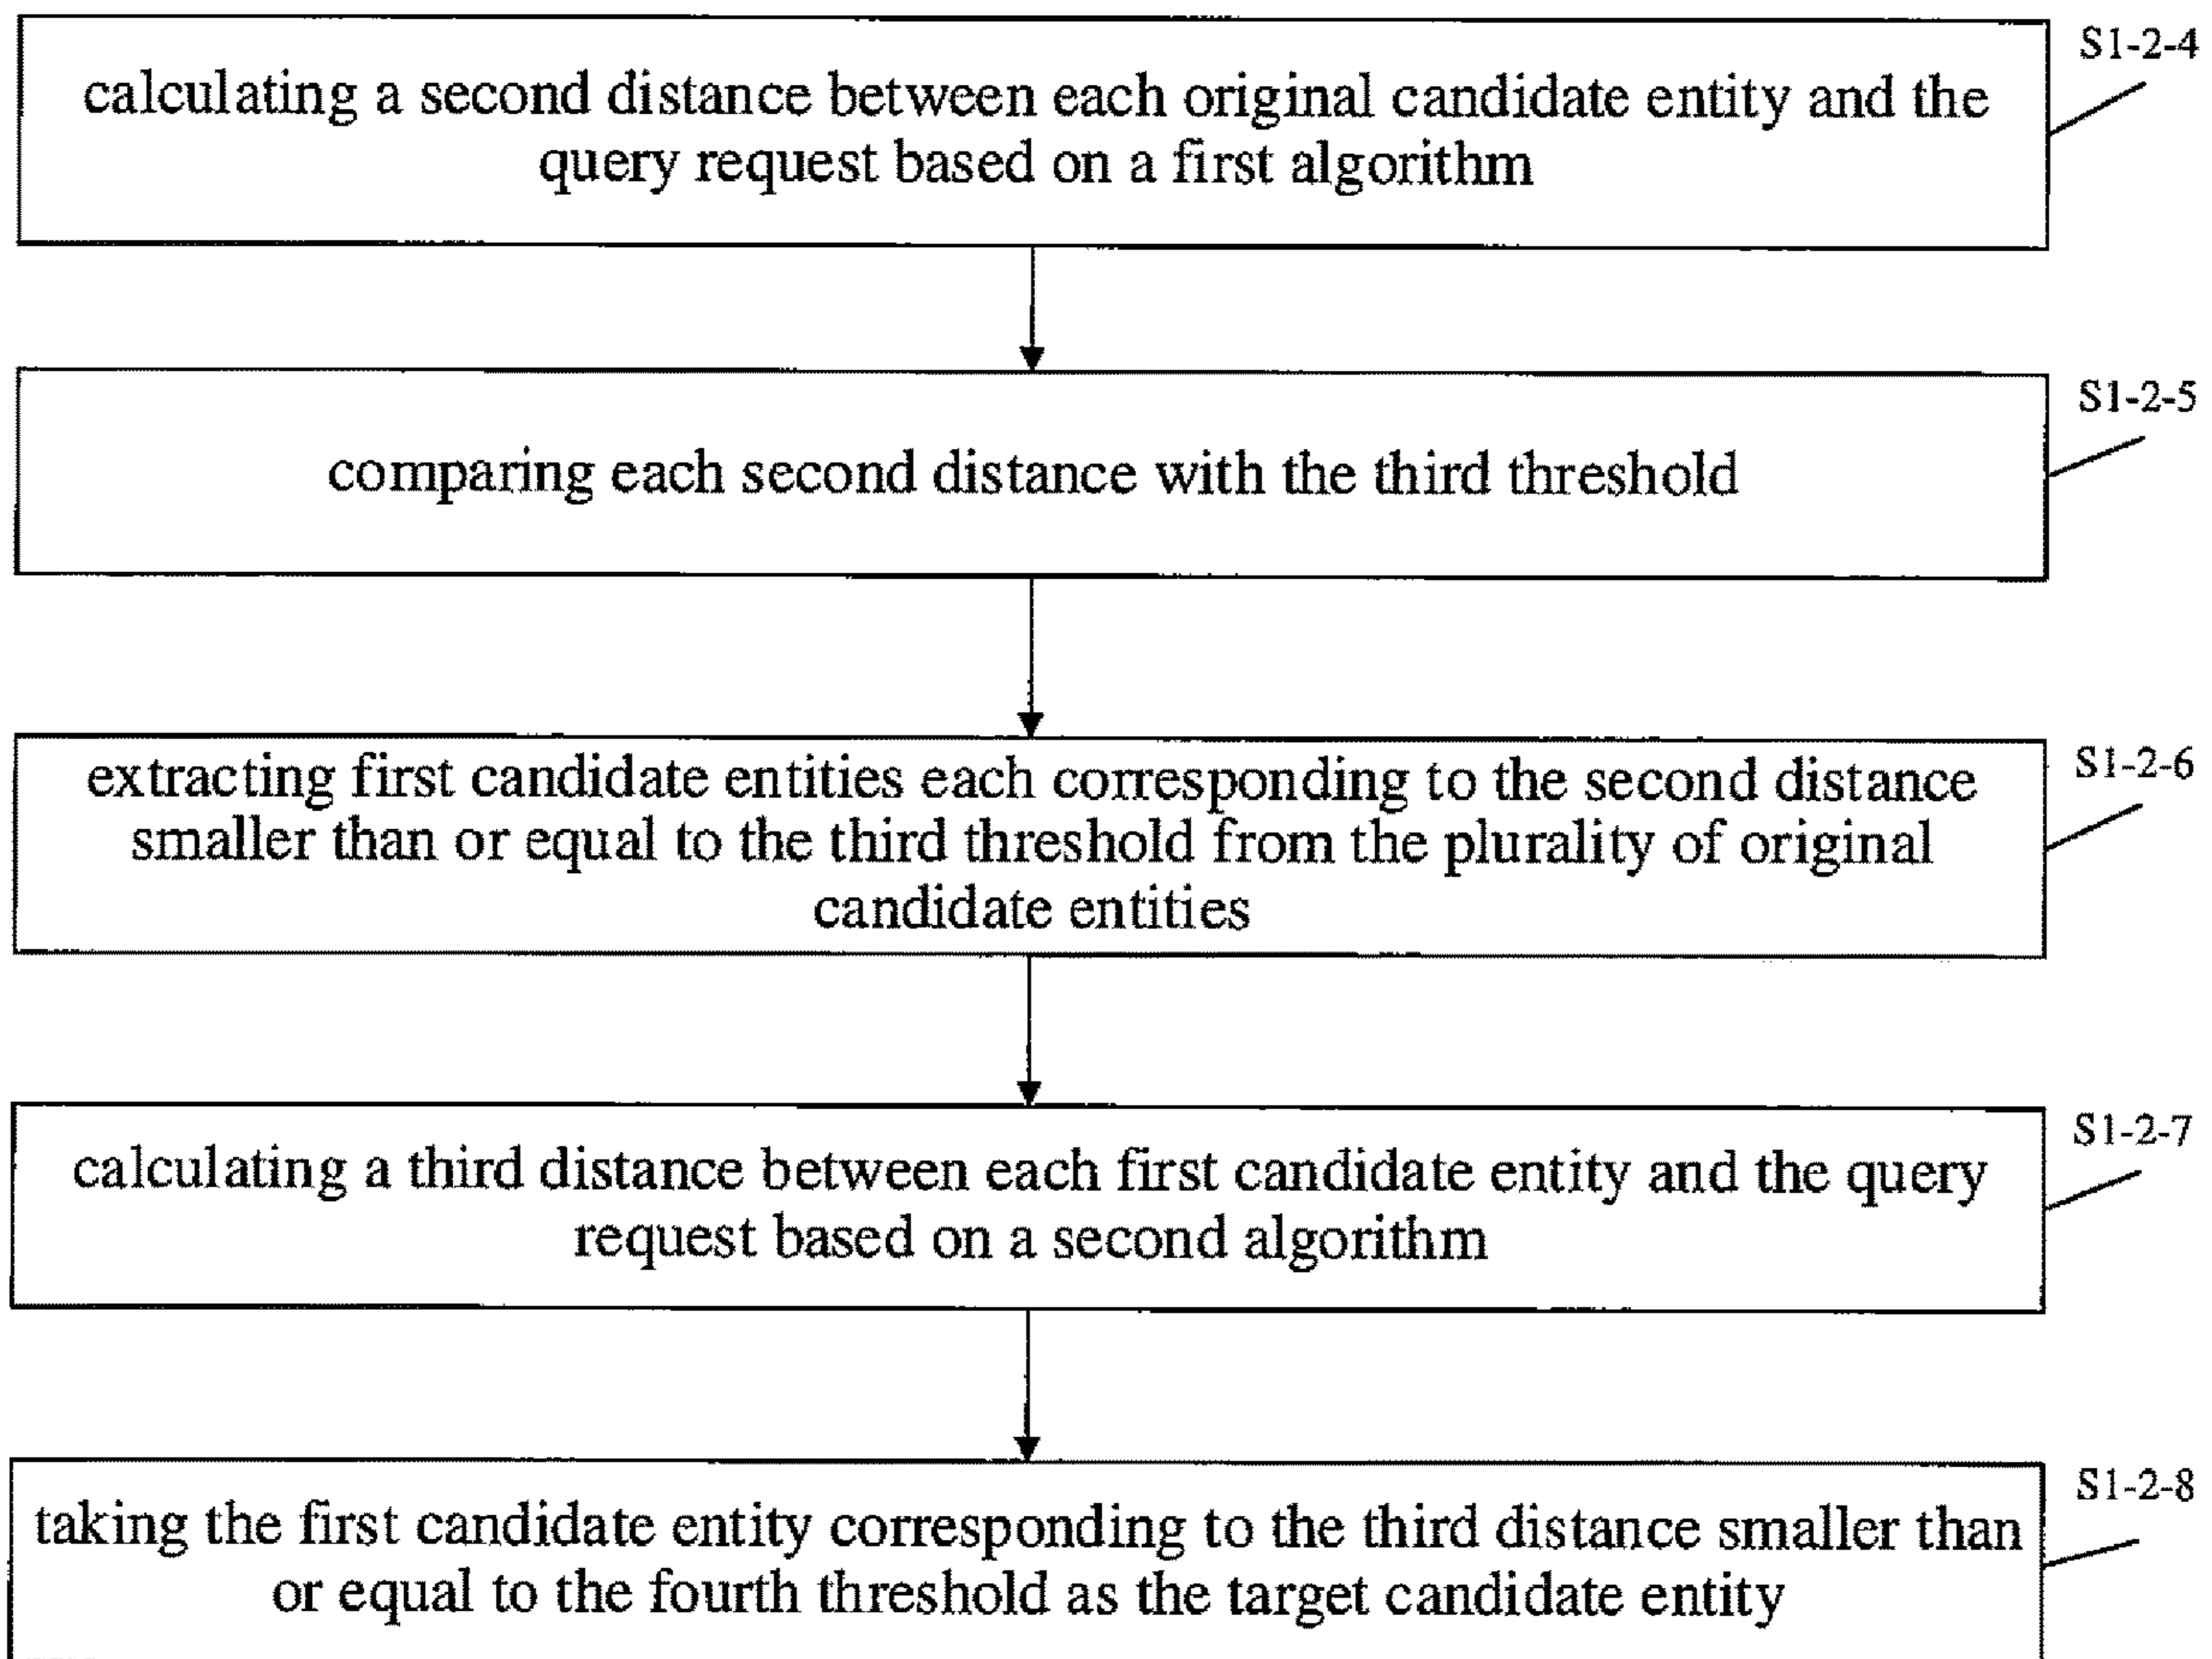 S1-2-4
calculating a second distance between each original candidate entity and the
query request based on a first algorithm
S1-2-5
comparing each second distance with the third threshold
S1-2-6
extracting first candidate entities each corresponding to the second distance
smaller than or equal to the third threshold from the plurality of original
candidate entities
S1-2-7
calculating a third distance between each first candidate entity and the query
request based on a second algorithm
S1-2-8
taking the first candidate entity corresponding to the third distance smaller than
or equal to the fourth threshold as the target candidate entity